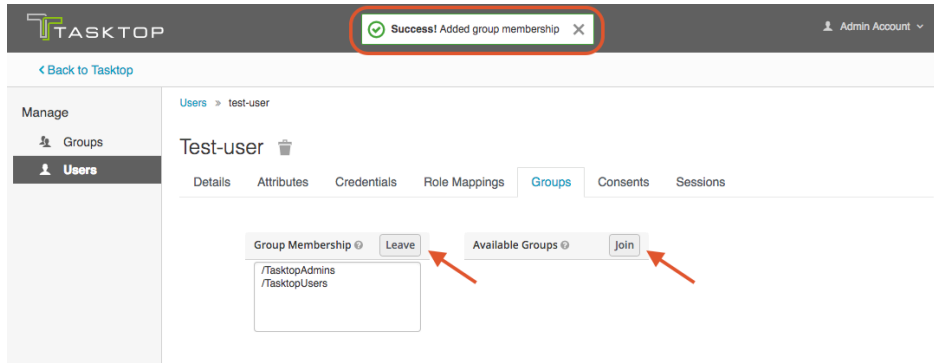 TASKTOP
Success! Added group membership
Admin Account
Back to Tasktop
Manage
Groups
Users
Users » test-user
Test-user
Details Attributes Credentials Role Mappings Groups Consents Sessions
Group Membership Leave Available Groups Join
/TasktopAdmins
/TasktopUsers